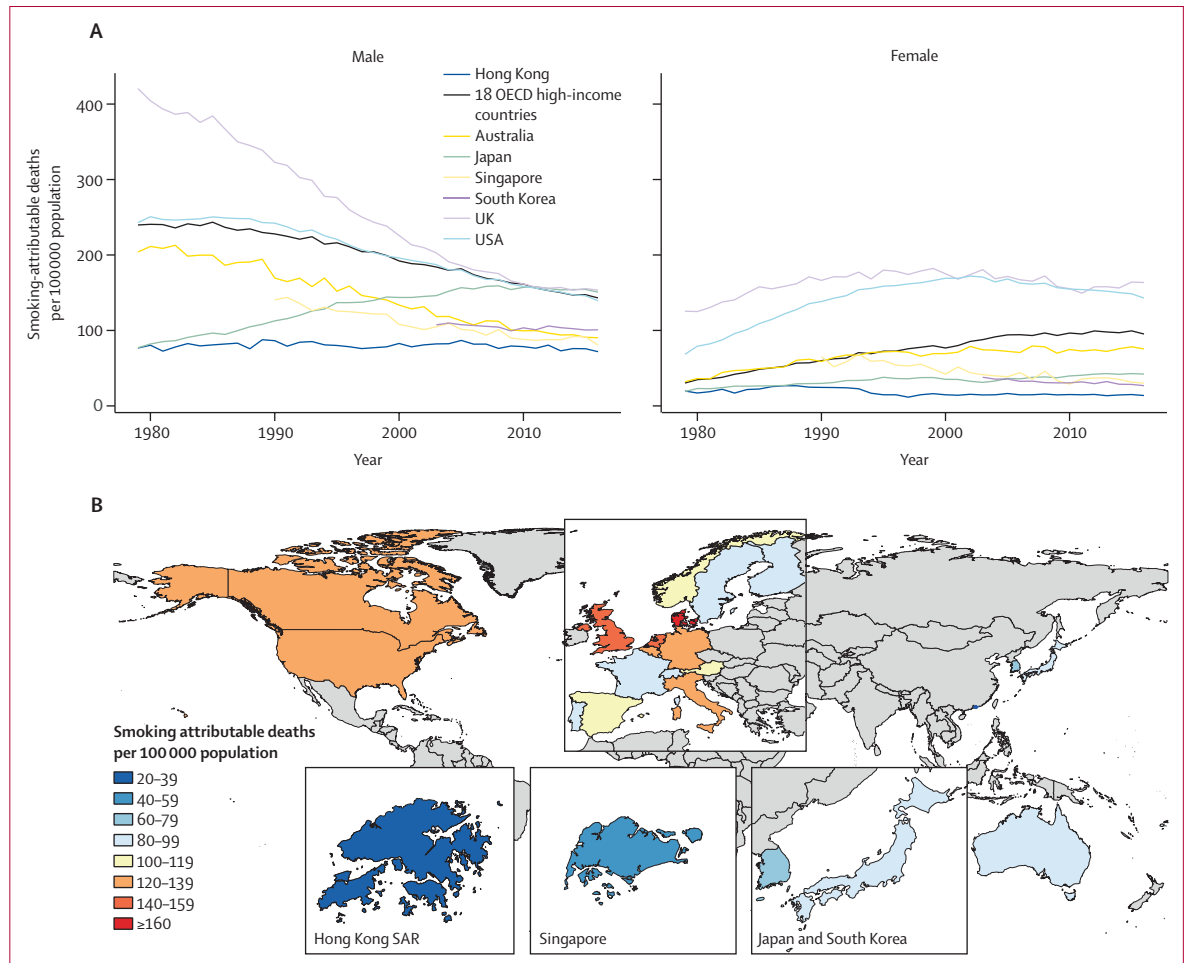 A
Male
Female
Hong Kong
18 OECD high-income
countries
Australia
Japan
Singapore
South Korea
UK
USA
Smoking-attributable deaths
per 100 000 population
400
300
200
100
0
1980
1990
2000
2010
Year
1980
1990
2000
2010
Year
B
Smoking attributable deaths
per 100 000 population
20–39
40–59
60–79
80–99
100–119
120–139
140–159
≥160
Hong Kong SAR
Singapore
Japan and South Korea